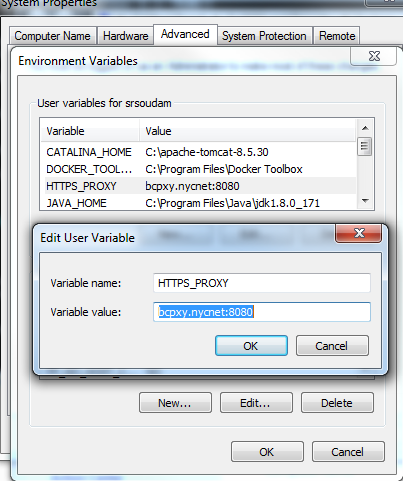 System Properties
Computer Name Hardware Advanced System Protection Remote
Environment Variables
User variables for srsoudam
Variable Value
CATALINA_HOME C:\apache-tomcat-8.5.30
DOCKER_TOOL... C:\Program Files\Docker Toolbox
HTTPS_PROXY bcpxy.nycnet:8080
JAVA_HOME C:\Program Files\Java\jdk1.8.0_171
Edit User Variable
Variable name: HTTPS_PROXY
Variable value: bcpxy.nycnet:8080
OK Cancel
New... Edit... Delete
OK Cancel